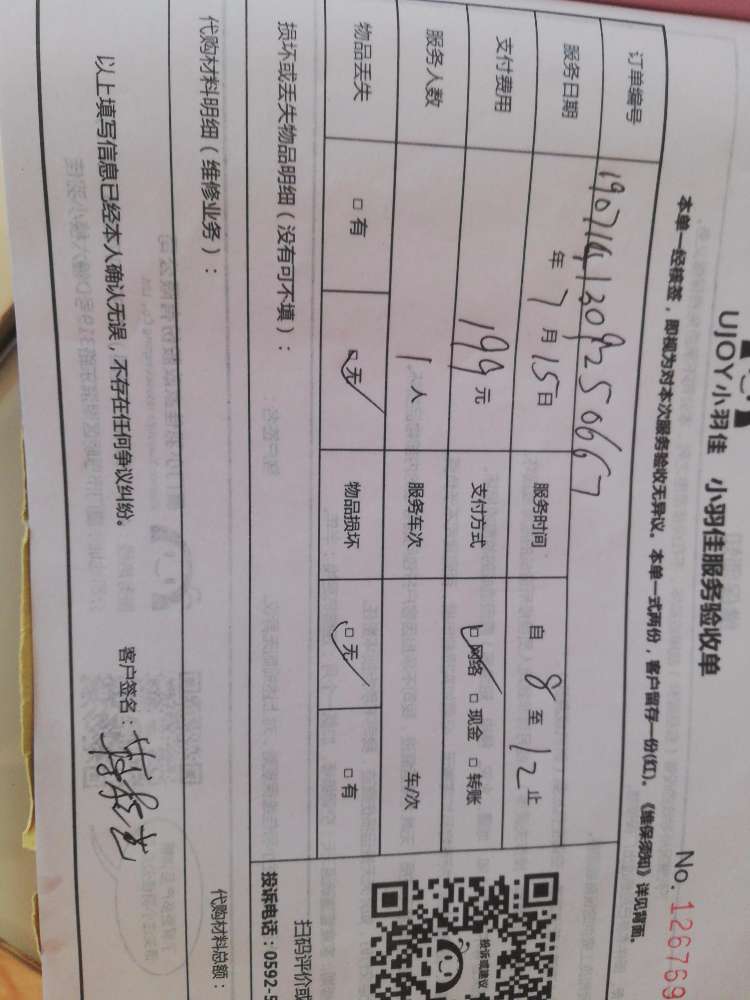 UJOY小羽佳 小羽佳服务验收单
No. 126769
本单一经核签，即视为对本次服务验收无异议。本单一式两份，客户留存一份(红)。《维保须知》详见背面。
订单编号 1907141209250667
服务日期 年 7 月 15 日 服务时间 自 8 至 12 止
支付费用 199 元 支付方式 □网络 □现金 □转账
服务人数 1 人 服务车次 车/次
物品丢失 □有 □无 物品损坏 □无 □有
损坏或丢失物品明细（没有可不填）：
投诉或建议
扫码评价或
投诉电话：0592-5
代购材料明细（维修业务）： 代购材料总额：
以上填写信息已经本人确认无误，不存在任何争议纠纷。 客户签名：